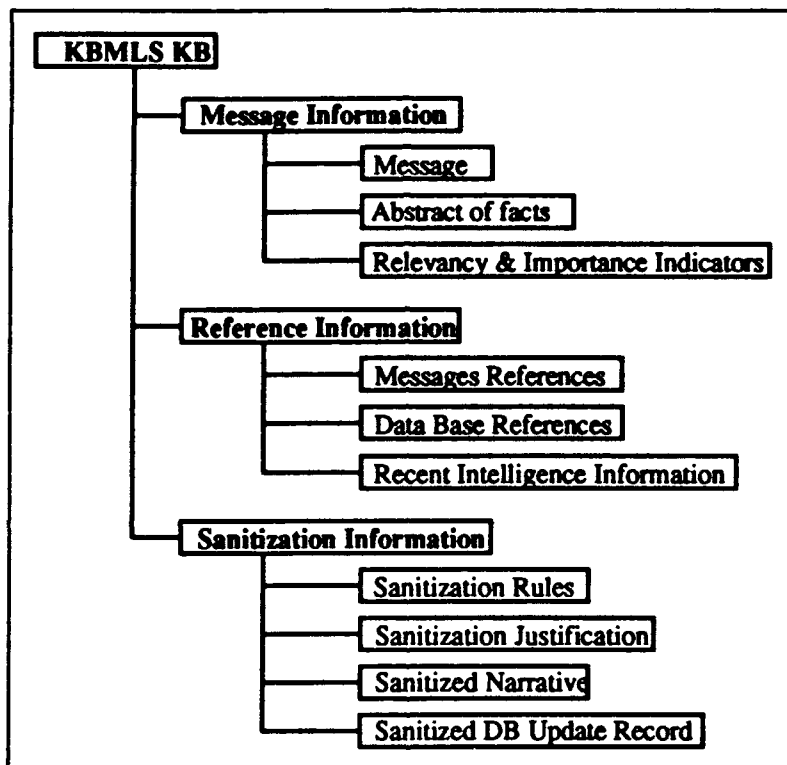 KBMLS KB
Message Information
Message
Abstract of facts
Relevancy & Importance Indicators
Reference Information
Messages References
Data Base References
Recent Intelligence Information
Sanitization Information
Sanitization Rules
Sanitization Justification
Sanitized Narrative
Sanitized DB Update Record